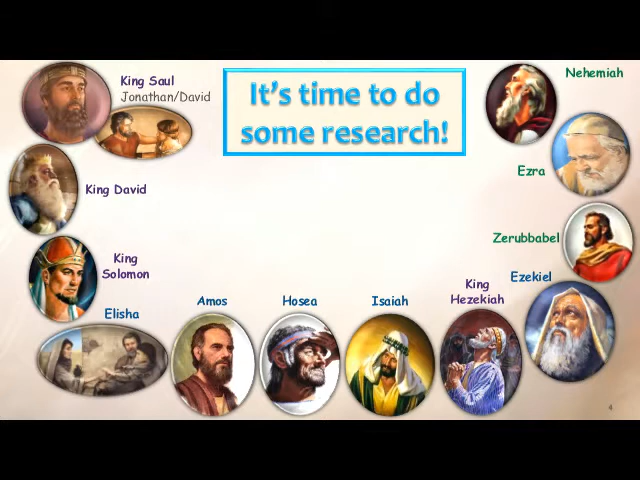 It's time to do
some research!
King Saul
Jonathan/David
King David
King
Solomon
Elisha
Amos
Hosea
Isaiah
King
Hezekiah
Ezekiel
Zerubbabel
Ezra
Nehemiah
4